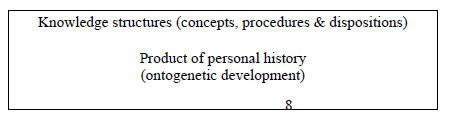 Knowledge structures (concepts, procedures & dispositions)
Product of personal history
(ontogenetic development)
8